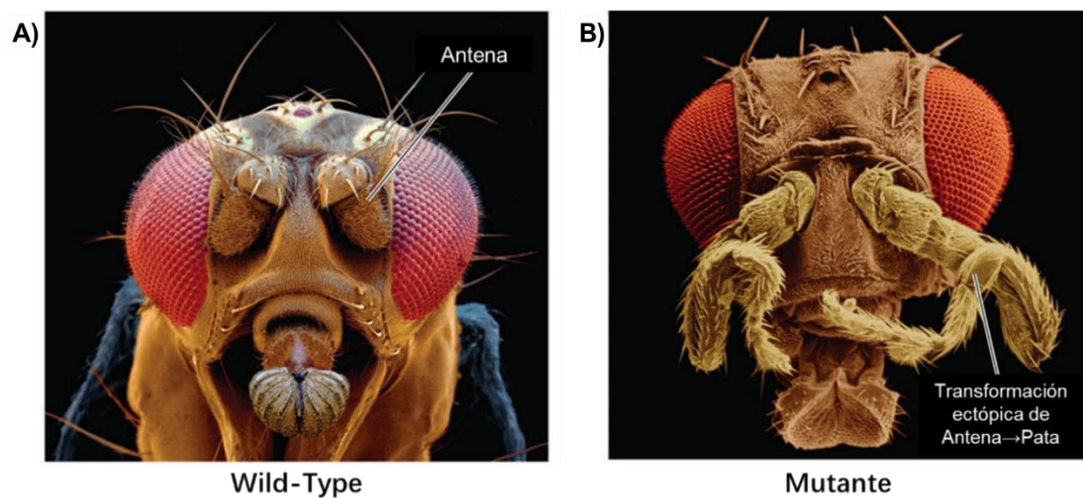 A)
Antena
Wild-Type
B)
Transformación
ectópica de
Antena→Pata
Mutante